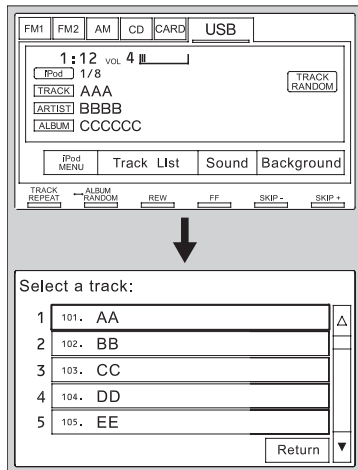 FM1 FM2 AM CD CARD USB
1:12 VOL 4
iPod 1/8
TRACK RANDOM
TRACK AAA
ARTIST BBBB
ALBUM CCCCCC
iPod MENU Track LIst Sound Background
TRACK REPEAT ALBUM RANDOM REW FF SKIP- SKIP+
Select a track:
1 101. AA
2 102. BB
3 103. CC
4 104. DD
5 105. EE
Return